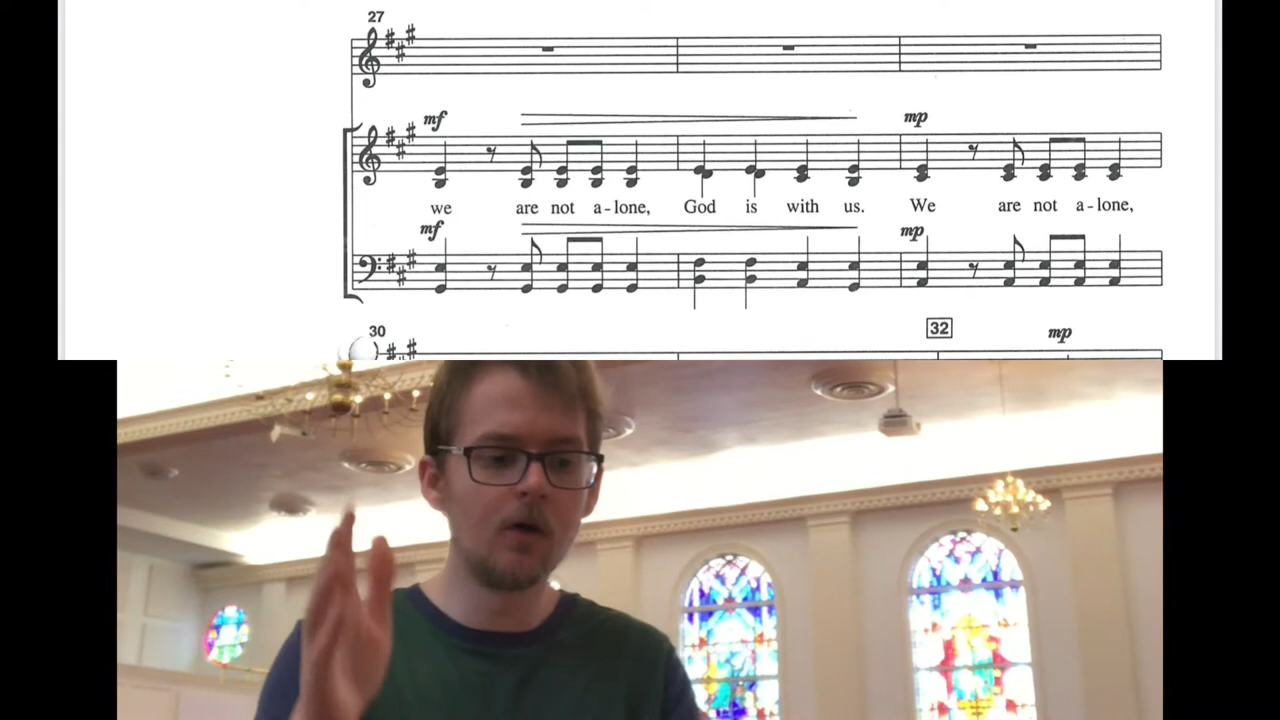 27
mf
we are not a - lone, God is with us. We are not a - lone,
mp
mf
mp
30
32
mp